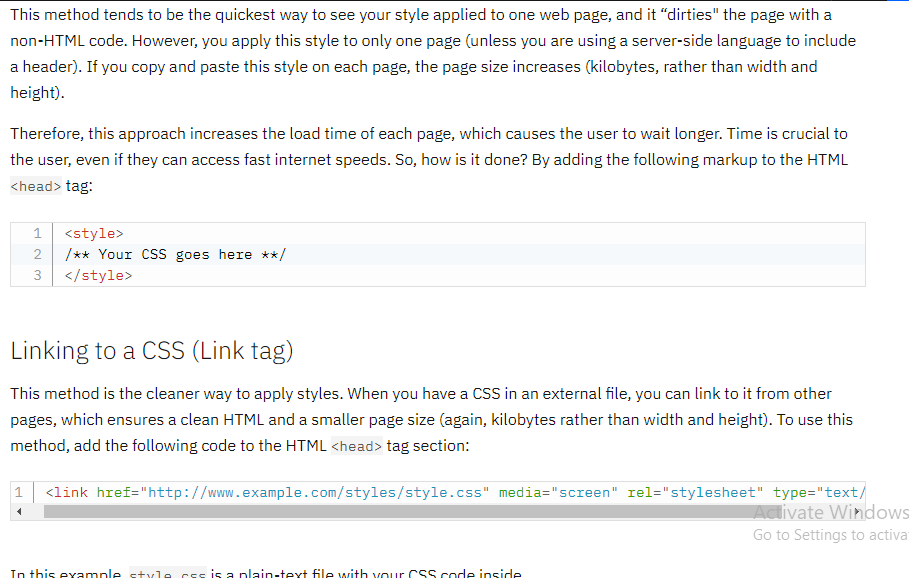 This method tends to be the quickest way to see your style applied to one web page, and it “dirties" the page with a
non-HTML code. However, you apply this style to only one page (unless you are using a server-side language to include
a header). If you copy and paste this style on each page, the page size increases (kilobytes, rather than width and
height).
Therefore, this approach increases the load time of each page, which causes the user to wait longer. Time is crucial to
the user, even if they can access fast internet speeds. So, how is it done? By adding the following markup to the HTML
<head> tag:
1 <style>
2 /** Your CSS goes here **/
3 </style>
Linking to a CSS (Link tag)
This method is the cleaner way to apply styles. When you have a CSS in an external file, you can link to it from other
pages, which ensures a clean HTML and a smaller page size (again, kilobytes rather than width and height). To use this
method, add the following code to the HTML <head> tag section:
1 <link href="http://www.example.com/styles/style.css" media="screen" rel="stylesheet" type="text/
Activate Windows
Go to Settings to activa
In this example, style.css is a plain-text file with your CSS code inside.